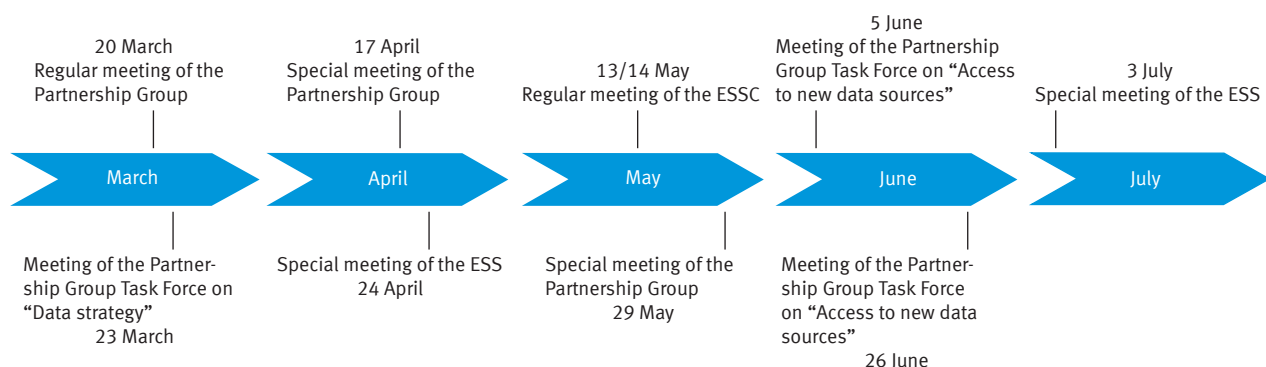 20 March
Regular meeting of the
Partnership Group
17 April
Special meeting of the
Partnership Group
13/14 May
Regular meeting of the ESSC
5 June
Meeting of the Partnership
Group Task Force on “Access
to new data sources”
3 July
Special meeting of the ESS
March
April
May
June
July
Meeting of the Partner-
ship Group Task Force on
“Data strategy”
23 March
Special meeting of the ESS
24 April
Special meeting of the
Partnership Group
29 May
Meeting of the Partner-
ship Group Task Force
on “Access to new data
sources”
26 June